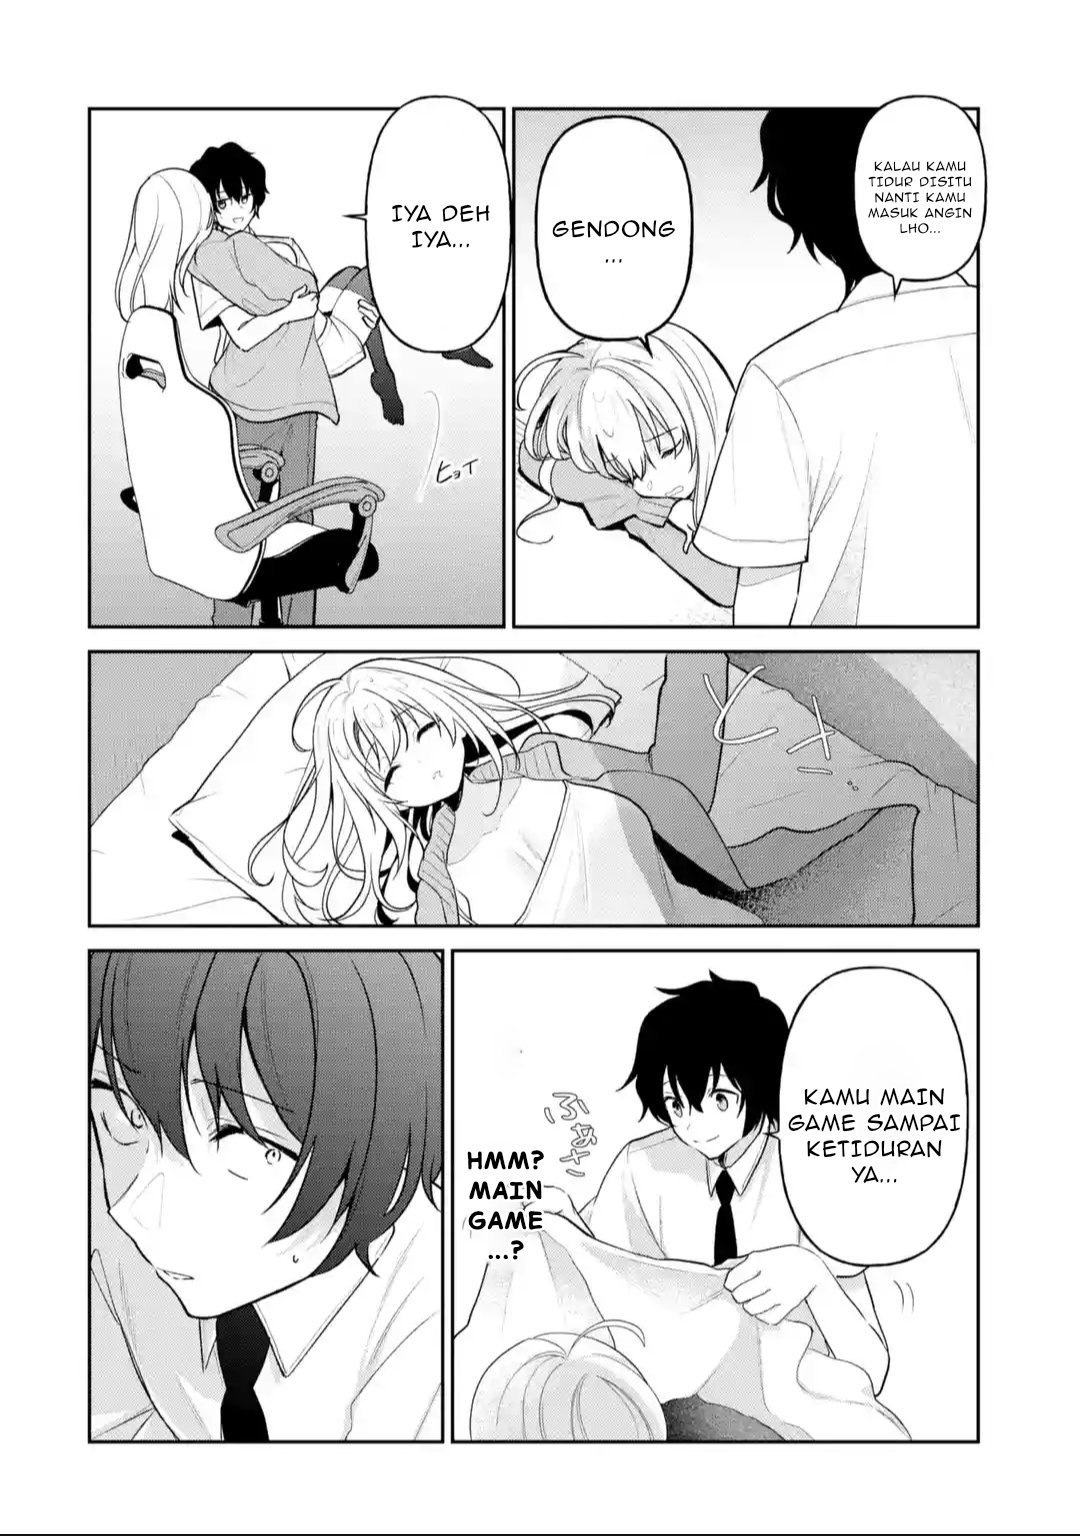 KALAU KAMU
TIDUR DISITU
NANTI KAMU
MASUK ANGIN
LHO...
GENDONG
...
IYA DEH
IYA...
ヒョイ
KAMU MAIN
GAME SAMPAI
KETIDURAN
YA...
ふぁさ
HMM?
MAIN
GAME
...?